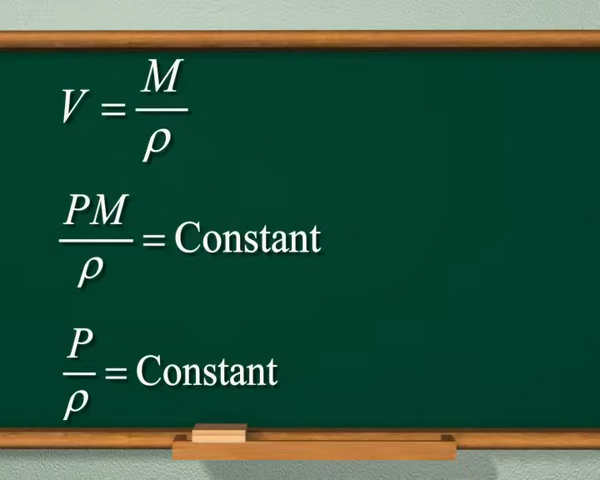 V = M/ρ
PM/ρ = Constant
P/ρ = Constant